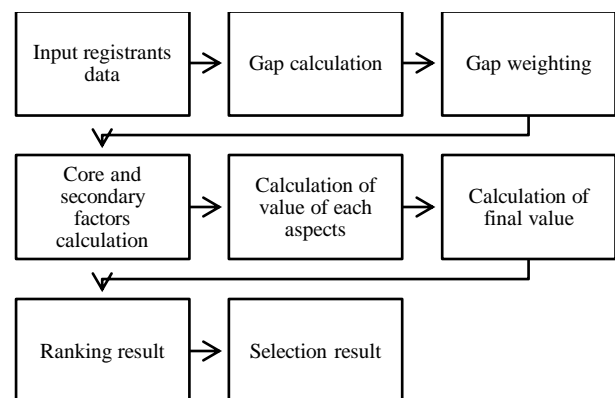 Input registrants
data
Gap calculation
Gap weighting
Core and
secondary
factors
calculation
Calculation of
value of each
aspects
Calculation of
final value
Ranking result
Selection result